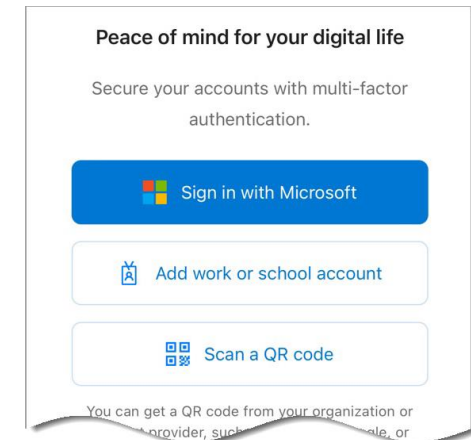 Peace of mind for your digital life
Secure your accounts with multi-factor
authentication.
Sign in with Microsoft
Add work or school account
Scan a QR code
You can get a QR code from your organization or
provider, such
or